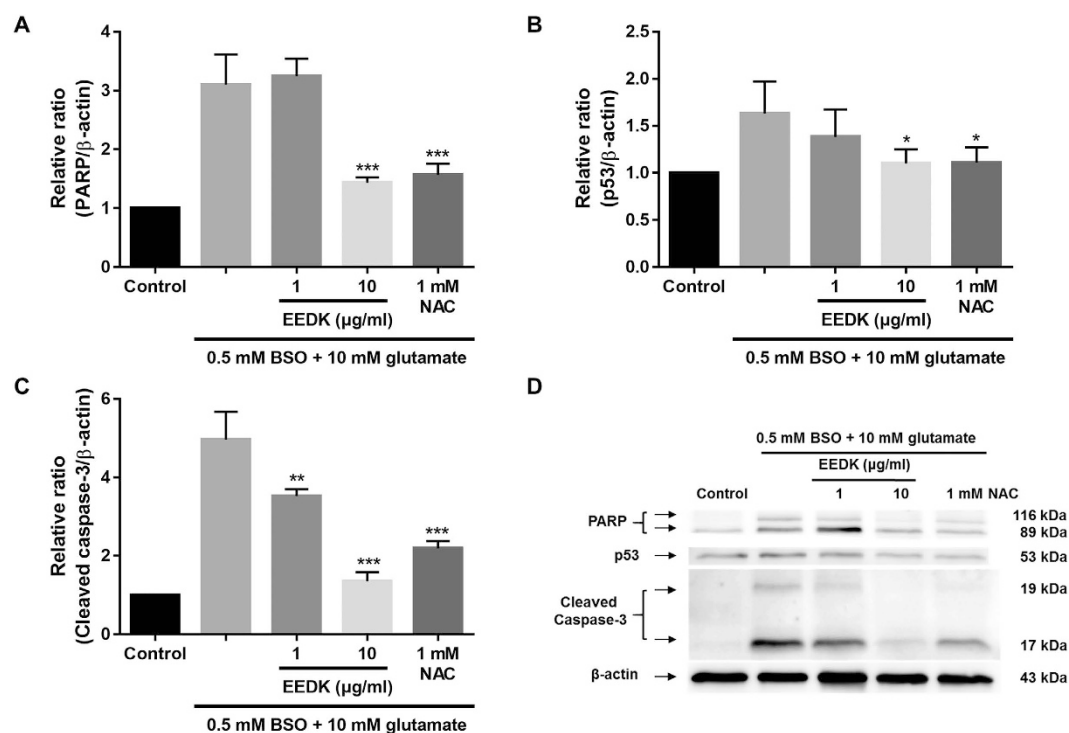 A
Relative ratio
(PARP/β-actin)
4
3
2
1
0
***
***
Control
1
10
1 mM
NAC
EEDK (µg/ml)
0.5 mM BSO + 10 mM glutamate
B
Relative ratio
(p53/β-actin)
2.5
2.0
1.5
1.0
0.5
0.0
*
*
Control
1
10
1 mM
NAC
EEDK (µg/ml)
0.5 mM BSO + 10 mM glutamate
C
Relative ratio
(Cleaved caspase-3/β-actin)
6
4
2
0
**
***
***
Control
1
10
1 mM
NAC
EEDK (µg/ml)
0.5 mM BSO + 10 mM glutamate
D
0.5 mM BSO + 10 mM glutamate
EEDK (µg/ml)
Control 1 10 1 mM NAC
PARP
116 kDa
89 kDa
p53 53 kDa
Cleaved
Caspase-3
19 kDa
17 kDa
β-actin 43 kDa